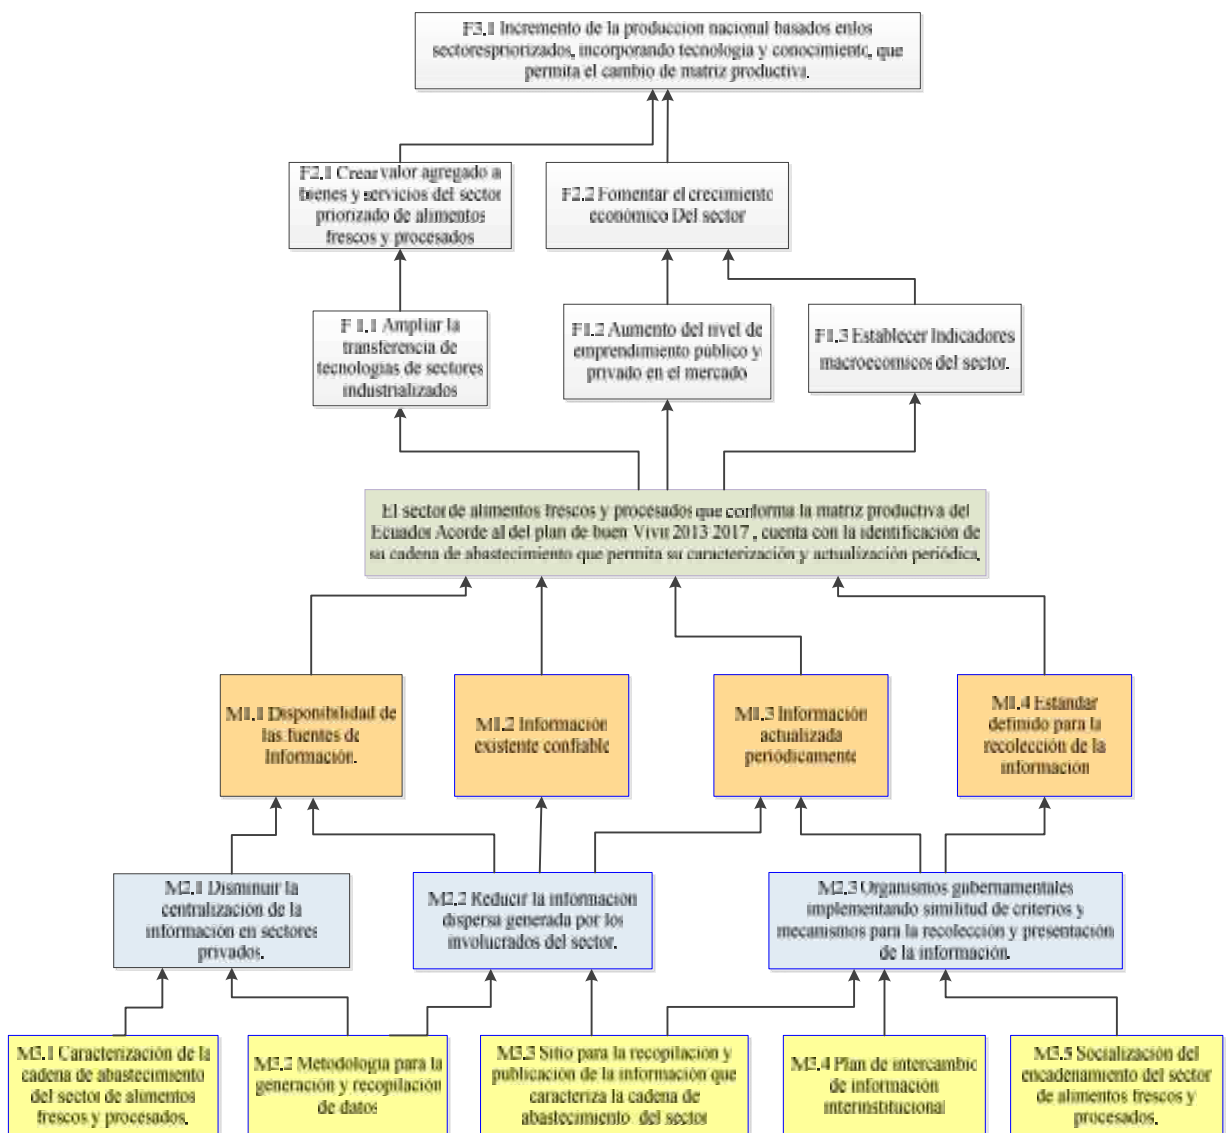 F3.1 Incremento de la produccion nacional basados enlos
sectorespriorizados, incorporando tecnologia y conocimiento, que
permita el cambio de matriz productiva.
F2.1 Crear valor agregado a
bienes y servicios del sector
priorizado de alimentos
frescos y procesados
F2.2 Fomentar el crecimiento
económico Del sector
F 1.1 Ampliar la
transferencia de
tecnologías de sectores
industrializados
F1.2 Aumento del nivel de
emprendimiento público y
privado en el mercado
F1.3 Establecer Indicadores
macroecomicos del sector.
El sector de alimentos frescos y procesados que conforma la matriz productiva del
Ecuador Acorde al del plan de buen Vivir 2013 2017 , cuenta con la identificación de
su cadena de abastecimiento que permita su caracterización y actualización periódica.
M1.1 Disponibilidad de
las fuentes de
Información.
M1.2 Información
existente confiable
M1.3 Información
actualizada
periódicamente
M1.4 Estándar
definido para la
recolección de la
información
M2.1 Disminuir la
centralización de la
información en sectores
privados.
M2.2 Reducir la información
dispersa generada por los
involucrados del sector.
M2.3 Organismos gubernamentales
implementando similitud de criterios y
mecanismos para la recolección y presentación
de la información.
M3.1 Caracterización de la
cadena de abastecimiento
del sector de alimentos
frescos y procesados.
M3.2 Metodología para la
generación y recopilación
de datos
M3.3 Sitio para la recopilación y
publicación de la información que
caracteriza la cadena de
abastecimiento del sector
M3.4 Plan de intercambio
de información
interinstitucional
M3.5 Socialización del
encadenamiento del sector
de alimentos frescos y
procesados.